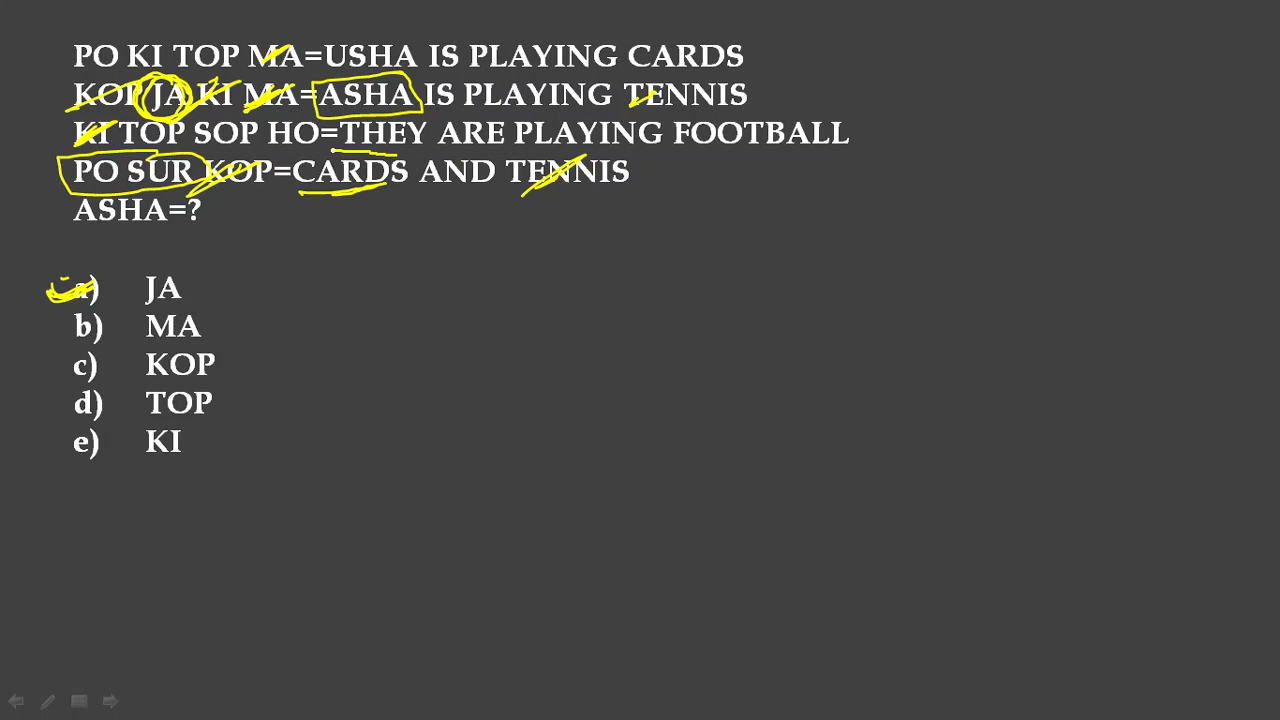 PO KI TOP MA=USHA IS PLAYING CARDS
KOP JA KI MA=ASHA IS PLAYING TENNIS
KI TOP SOP HO=THEY ARE PLAYING FOOTBALL
PO SUR KOP=CARDS AND TENNIS
ASHA=?
a) JA
b) MA
c) KOP
d) TOP
e) KI